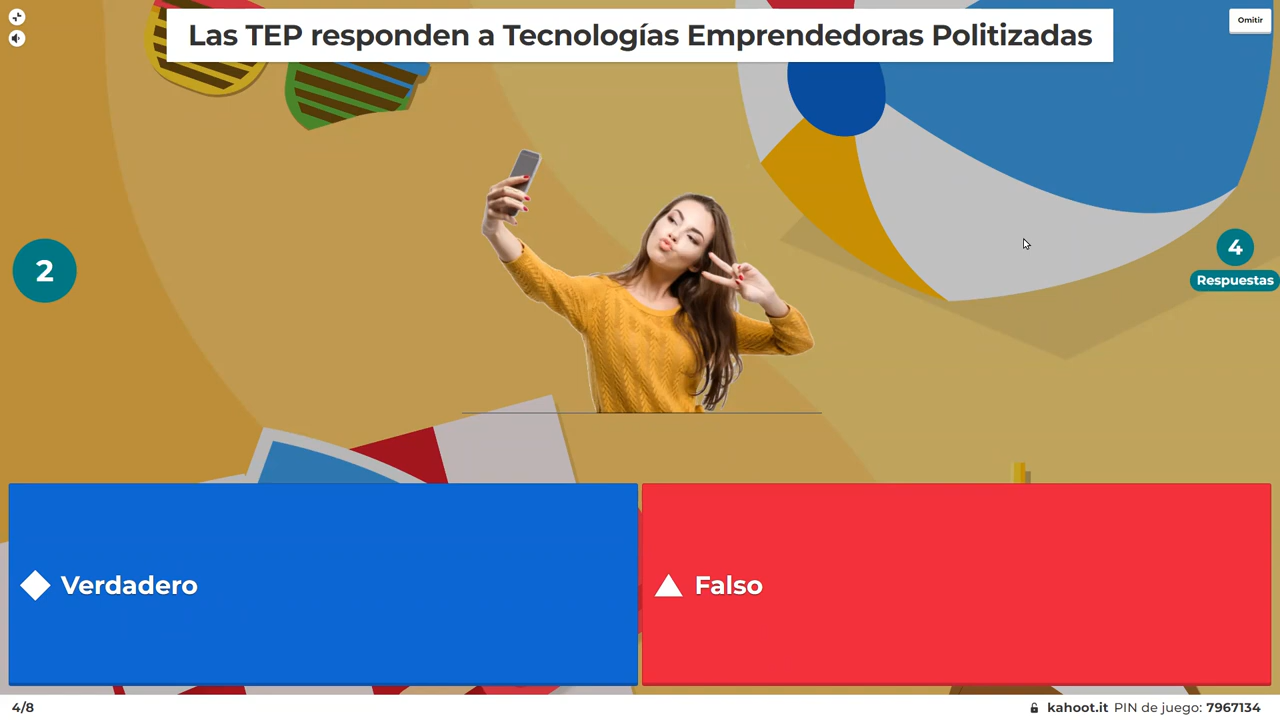 Las TEP responden a Tecnologías Emprendedoras Politizadas
Omitir
2
4
Respuestas
Verdadero
Falso
4/8
kahoot.it PIN de juego: 7967134